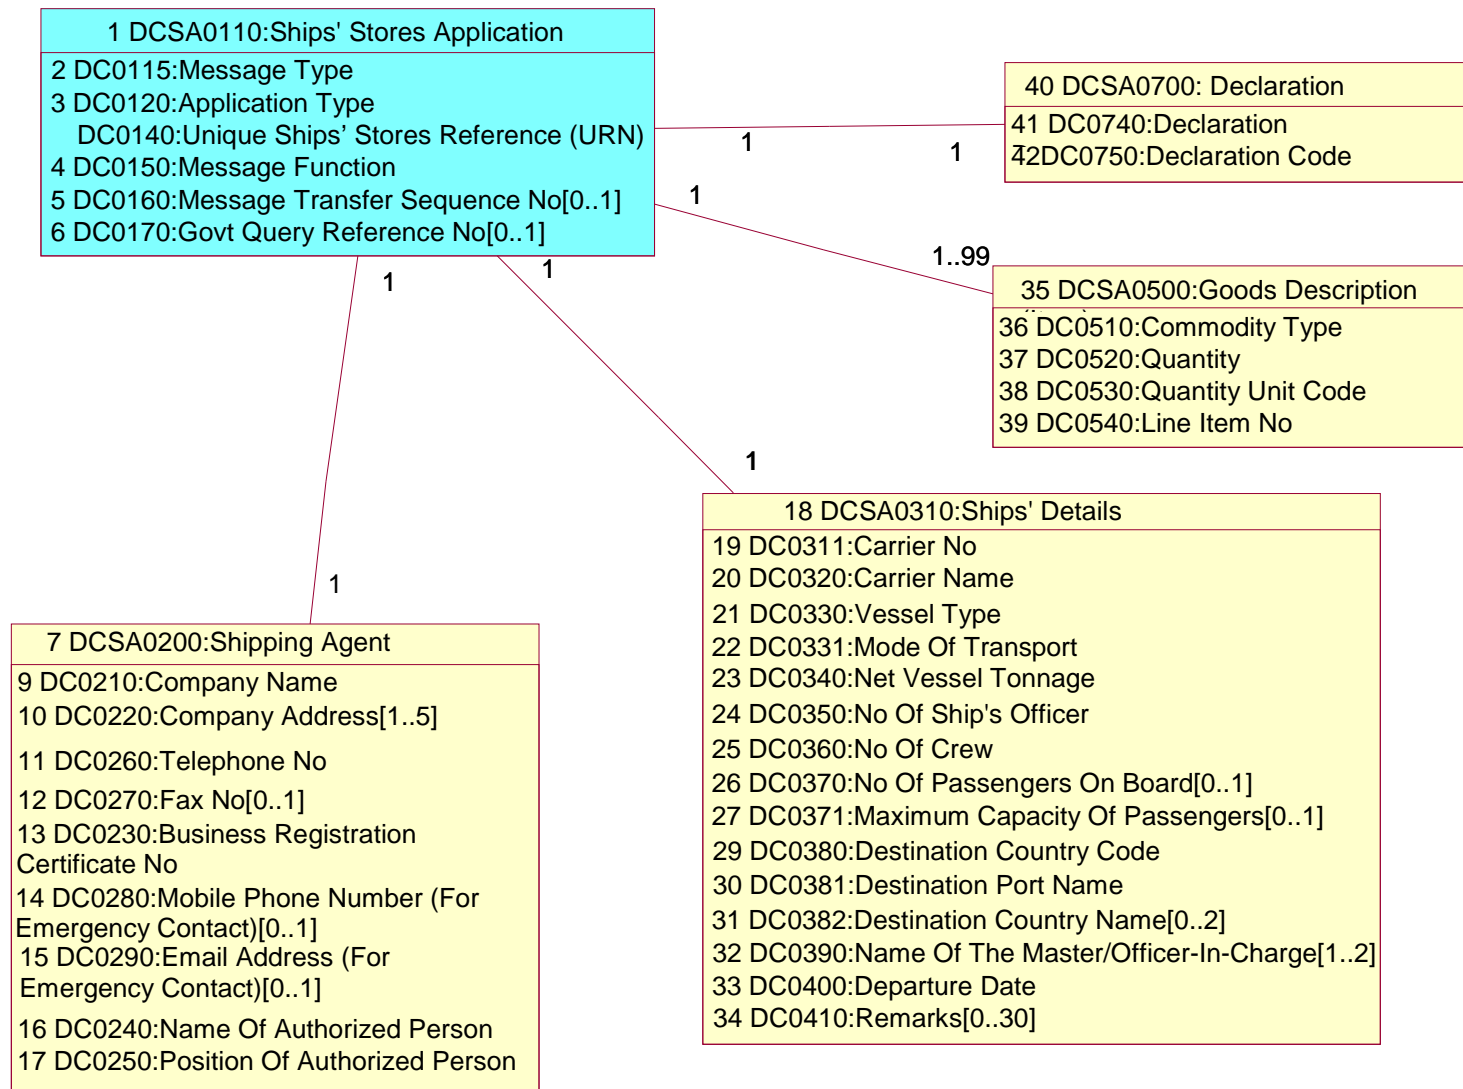 1 DCSA0110:Ships' Stores Application
2 DC0115:Message Type
3 DC0120:Application Type
DC0140:Unique Ships’ Stores Reference (URN)
4 DC0150:Message Function
5 DC0160:Message Transfer Sequence No[0..1]
6 DC0170:Govt Query Reference No[0..1]
1
1
40 DCSA0700: Declaration
41 DC0740:Declaration
42DC0750:Declaration Code
1
1..99
35 DCSA0500:Goods Description
36 DC0510:Commodity Type
37 DC0520:Quantity
38 DC0530:Quantity Unit Code
39 DC0540:Line Item No
1
1
18 DCSA0310:Ships' Details
19 DC0311:Carrier No
20 DC0320:Carrier Name
21 DC0330:Vessel Type
22 DC0331:Mode Of Transport
23 DC0340:Net Vessel Tonnage
24 DC0350:No Of Ship's Officer
25 DC0360:No Of Crew
26 DC0370:No Of Passengers On Board[0..1]
27 DC0371:Maximum Capacity Of Passengers[0..1]
29 DC0380:Destination Country Code
30 DC0381:Destination Port Name
31 DC0382:Destination Country Name[0..2]
32 DC0390:Name Of The Master/Officer-In-Charge[1..2]
33 DC0400:Departure Date
34 DC0410:Remarks[0..30]
1
1
7 DCSA0200:Shipping Agent
9 DC0210:Company Name
10 DC0220:Company Address[1..5]
11 DC0260:Telephone No
12 DC0270:Fax No[0..1]
13 DC0230:Business Registration
Certificate No
14 DC0280:Mobile Phone Number (For
Emergency Contact)[0..1]
15 DC0290:Email Address (For
Emergency Contact)[0..1]
16 DC0240:Name Of Authorized Person
17 DC0250:Position Of Authorized Person